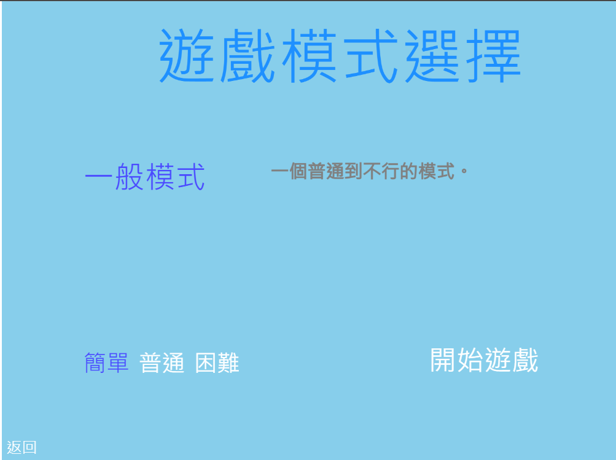 遊戲模式選擇
一般模式
一個普通到不行的模式。
簡單 普通 困難
開始遊戲
返回